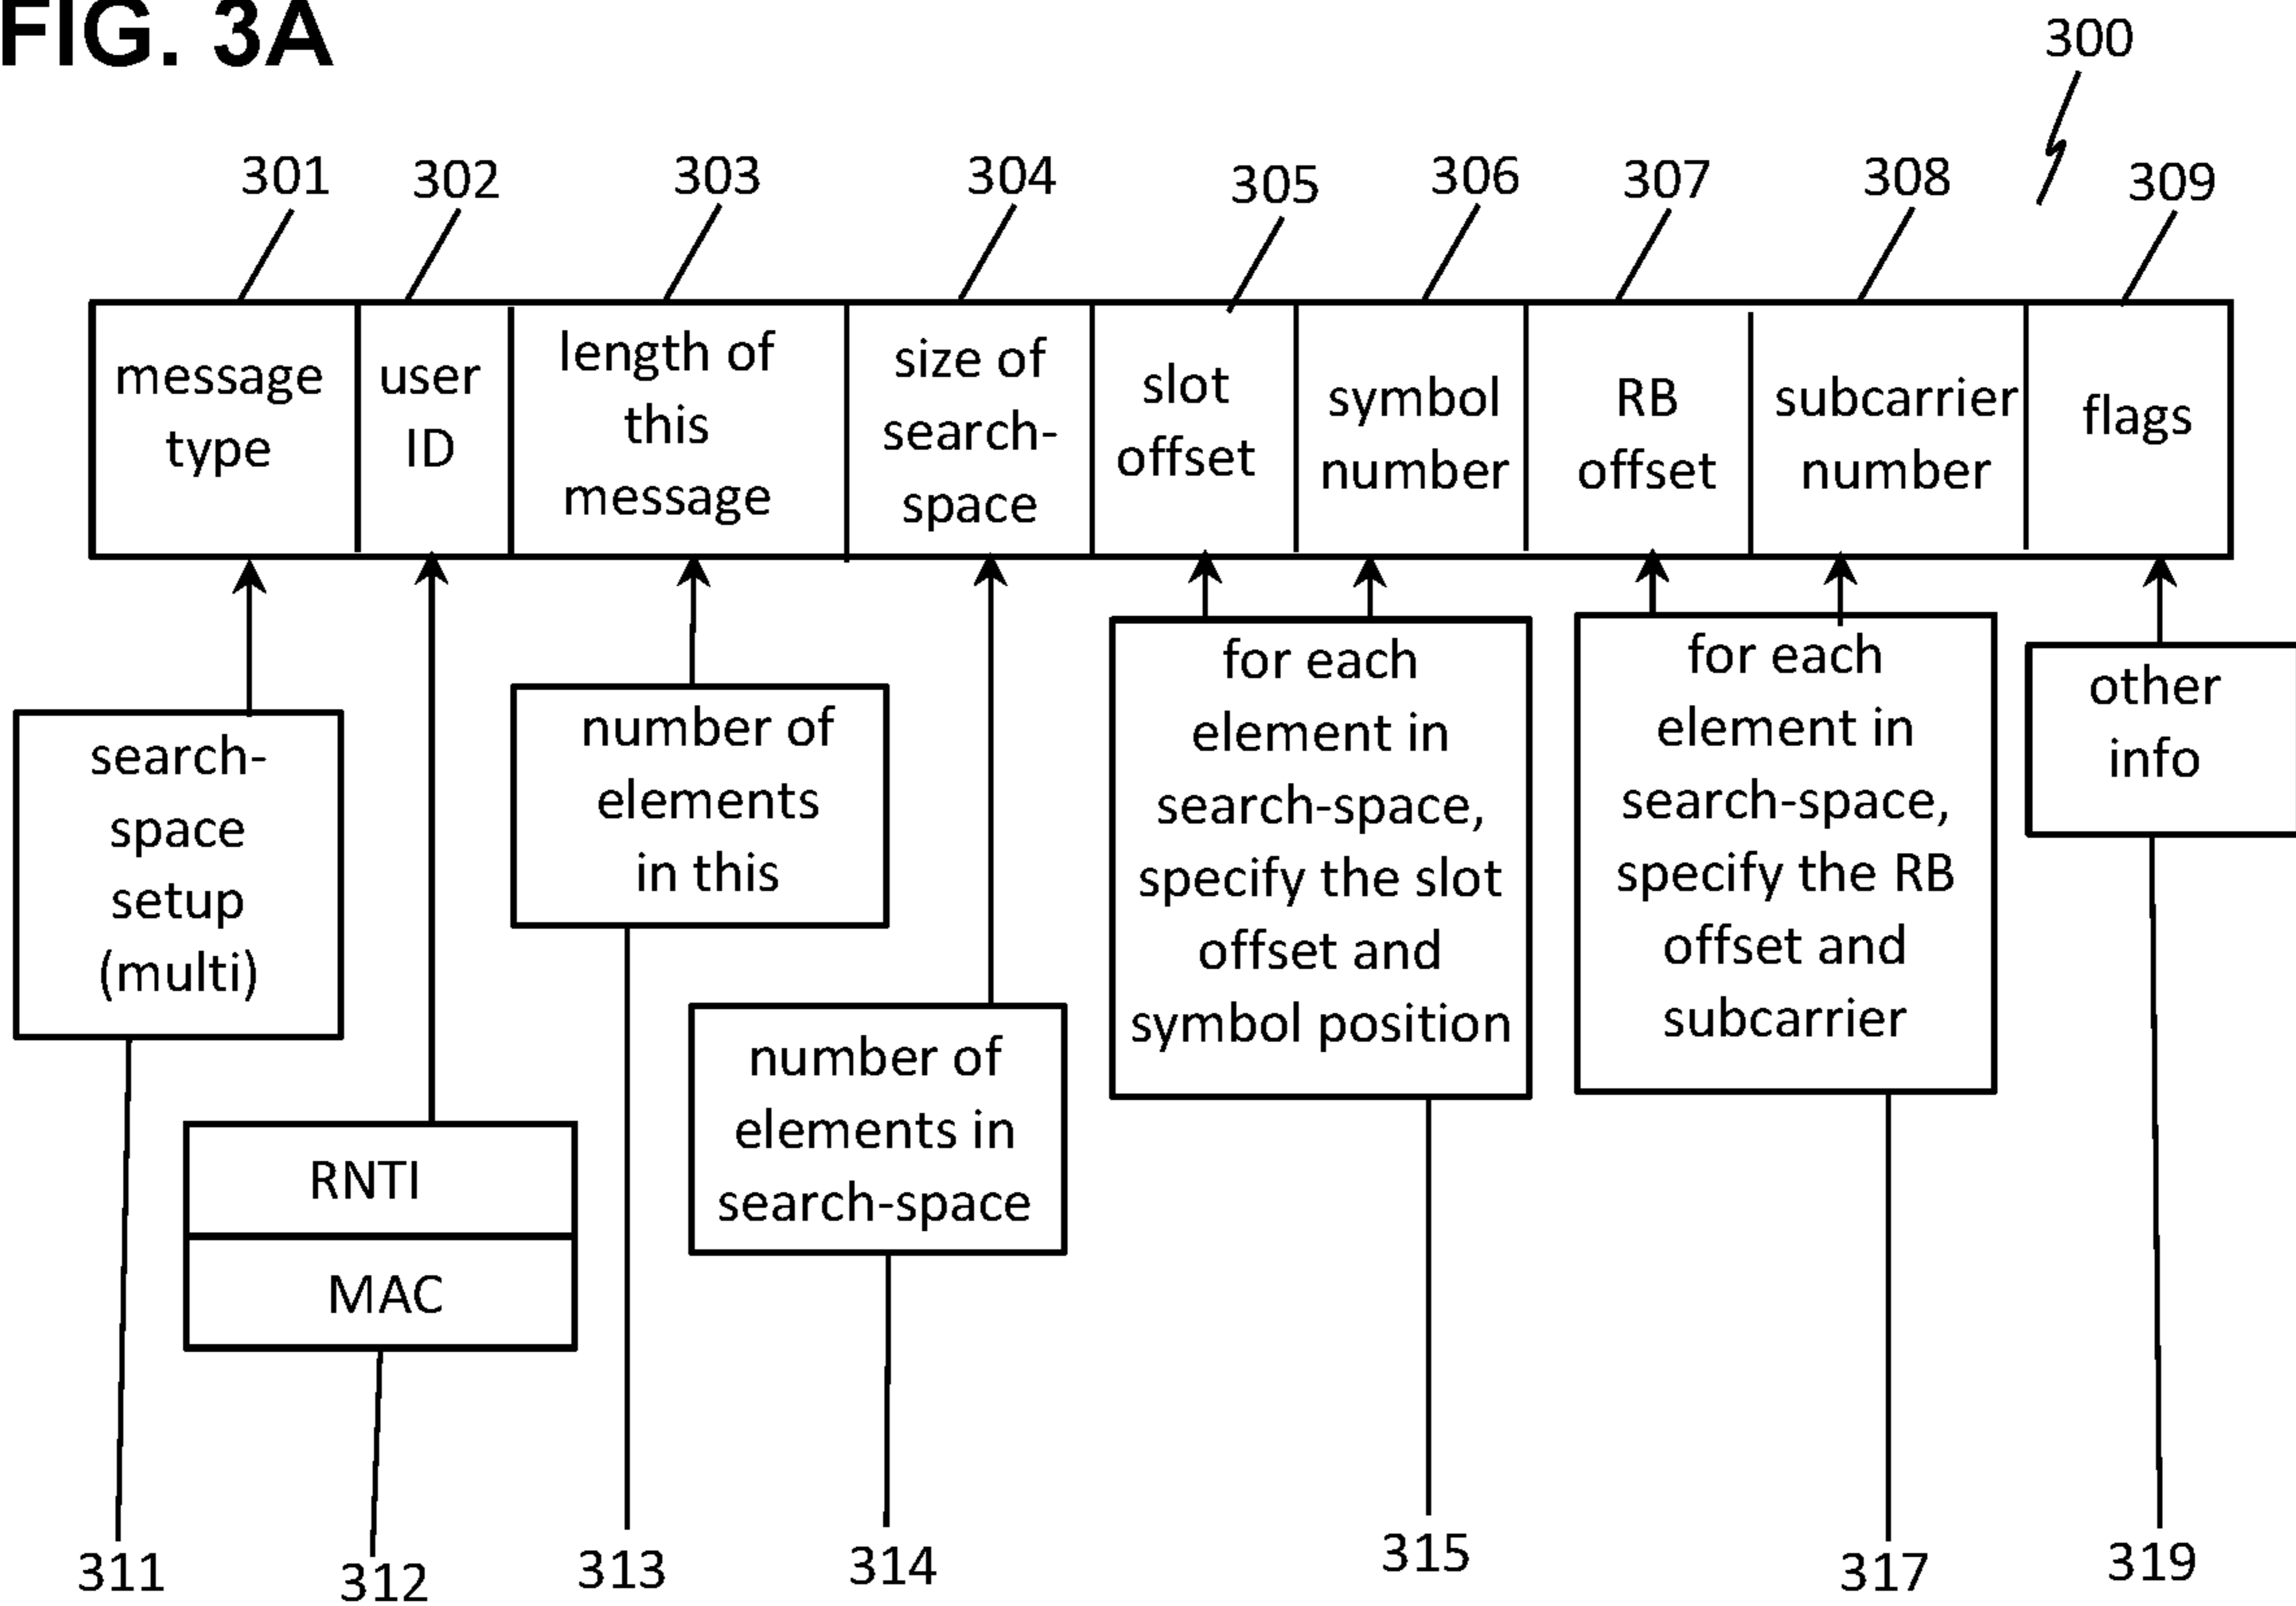 FIG. 3A
300
301
302
303
304
305
306
307
308
309
message
type
user
ID
length of
this
message
size of
search-
space
slot
offset
symbol
number
RB
offset
subcarrier
number
flags
search-
space
setup
(multi)
RNTI
MAC
number of
elements
in this
number of
elements in
search-space
for each
element in
search-space,
specify the slot
offset and
symbol position
for each
element in
search-space,
specify the RB
offset and
subcarrier
other
info
311
312
313
314
315
317
319